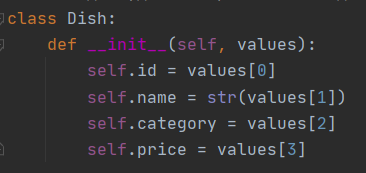 class Dish:
    def __init__(self, values):
        self.id = values[0]
        self.name = str(values[1])
        self.category = values[2]
        self.price = values[3]